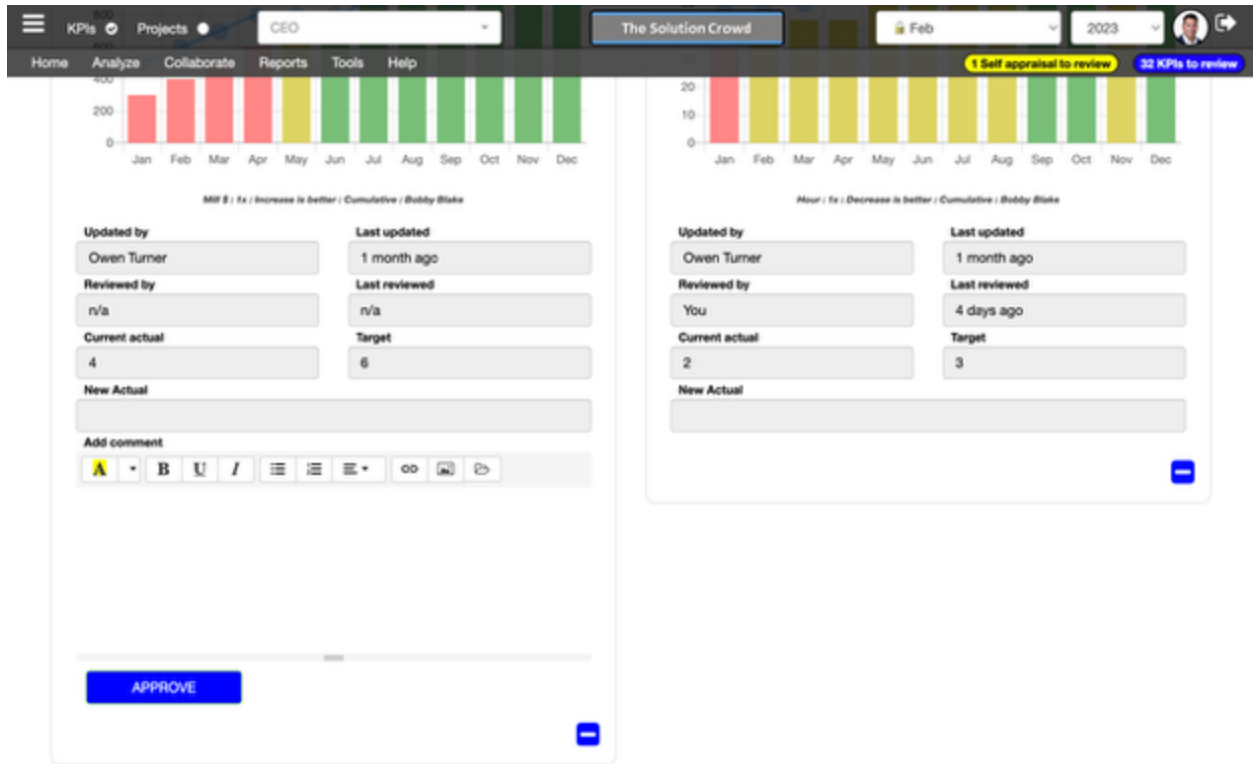 KPIs Projects CEO The Solution Crowd Feb 2023
Home Analyze Collaborate Reports Tools Help 1 Self appraisal to review 32 KPIs to review
400
200
0
Jan Feb Mar Apr May Jun Jul Aug Sep Oct Nov Dec
Mill $ : 1x : Increase is better : Cumulative : Bobby Blake
Updated by Last updated
Owen Turner 1 month ago
Reviewed by Last reviewed
n/a n/a
Current actual Target
4 6
New Actual
Add comment
A B U I
APPROVE
20
10
0
Jan Feb Mar Apr May Jun Jul Aug Sep Oct Nov Dec
Hour : 1x : Decrease is better : Cumulative : Bobby Blake
Updated by Last updated
Owen Turner 1 month ago
Reviewed by Last reviewed
You 4 days ago
Current actual Target
2 3
New Actual